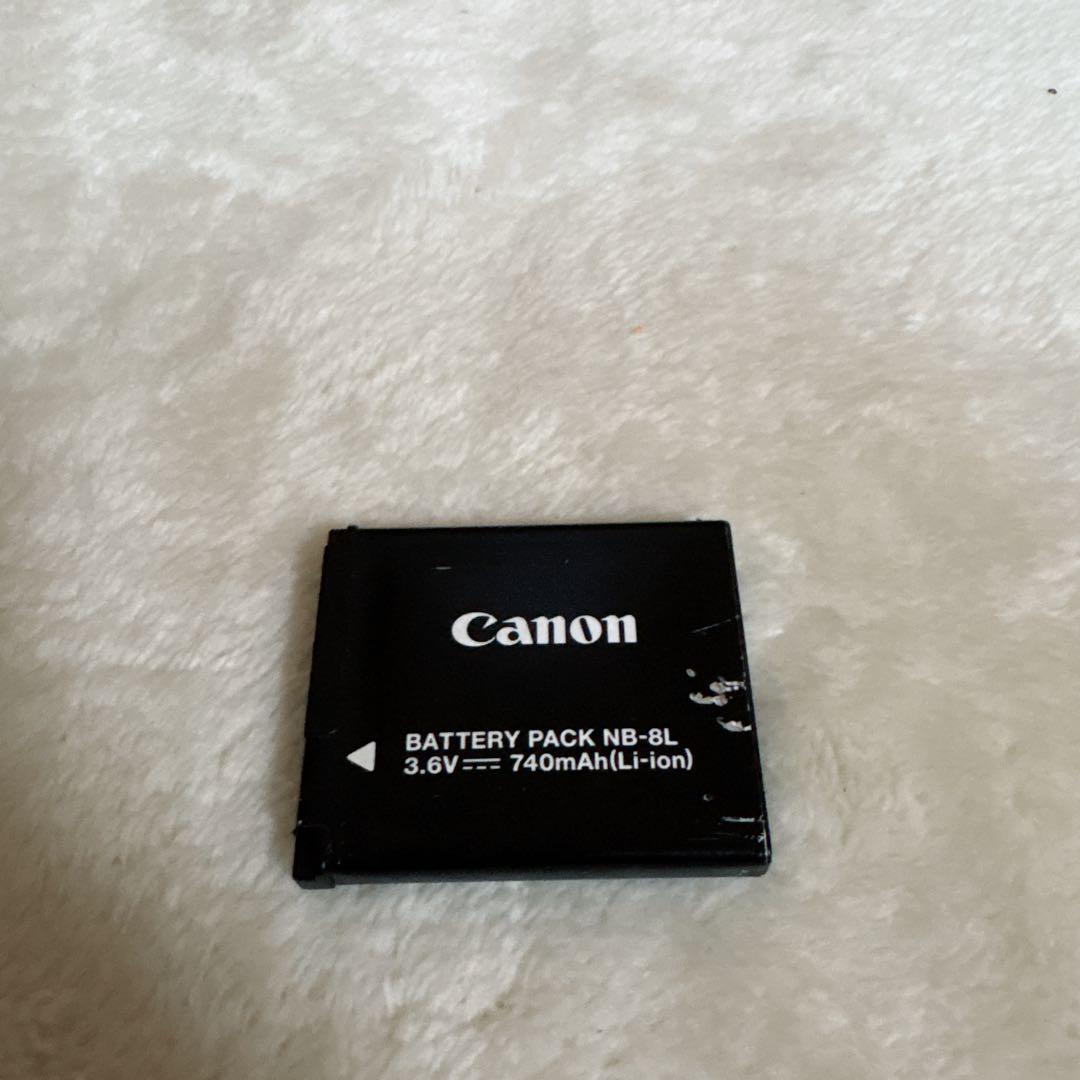 Canon
BATTERY PACK NB-8L
3.6V⎓ 740mAh(Li-ion)